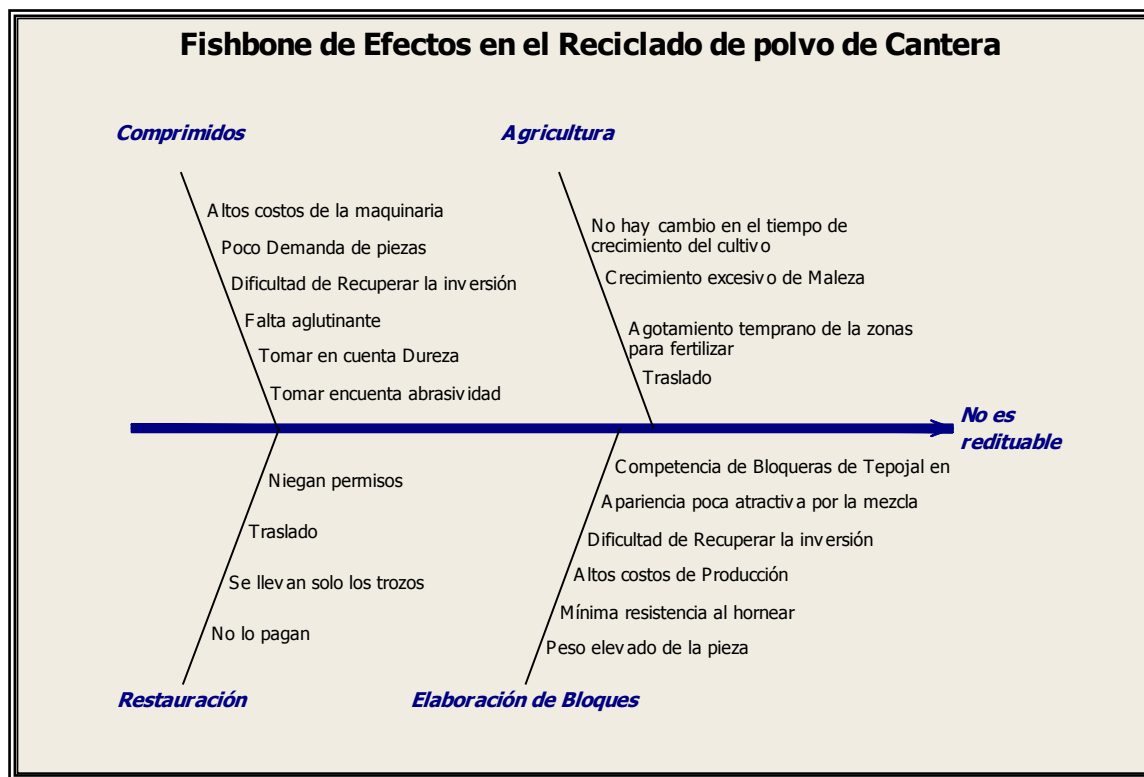 Fishbone de Efectos en el Reciclado de polvo de Cantera
Comprimidos
Altos costos de la maquinaria
Poco Demanda de piezas
Dificultad de Recuperar la inversión
Falta aglutinante
Tomar en cuenta Dureza
Tomar encuenta abrasividad
Agricultura
No hay cambio en el tiempo de
crecimiento del cultivo
Crecimiento excesivo de Maleza
Agotamiento temprano de la zonas
para fertilizar
Traslado
No es
redituable
Niegan permisos
Traslado
Se llevan solo los trozos
No lo pagan
Restauración
Competencia de Bloqueras de Tepojal en
Apariencia poca atractiva por la mezcla
Dificultad de Recuperar la inversión
Altos costos de Producción
Mínima resistencia al hornear
Peso elevado de la pieza
Elaboración de Bloques